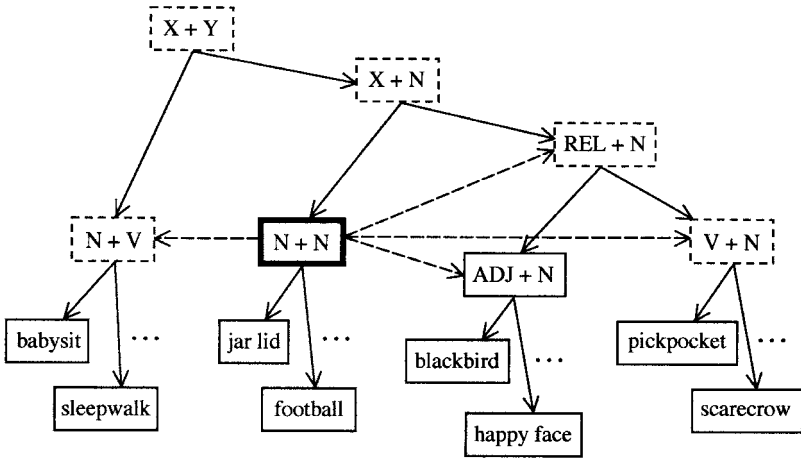 X + Y
X + N
REL + N
N + V
N + N
ADJ + N
V + N
babysit
...
jar lid
...
blackbird
...
pickpocket
...
sleepwalk
football
happy face
scarecrow